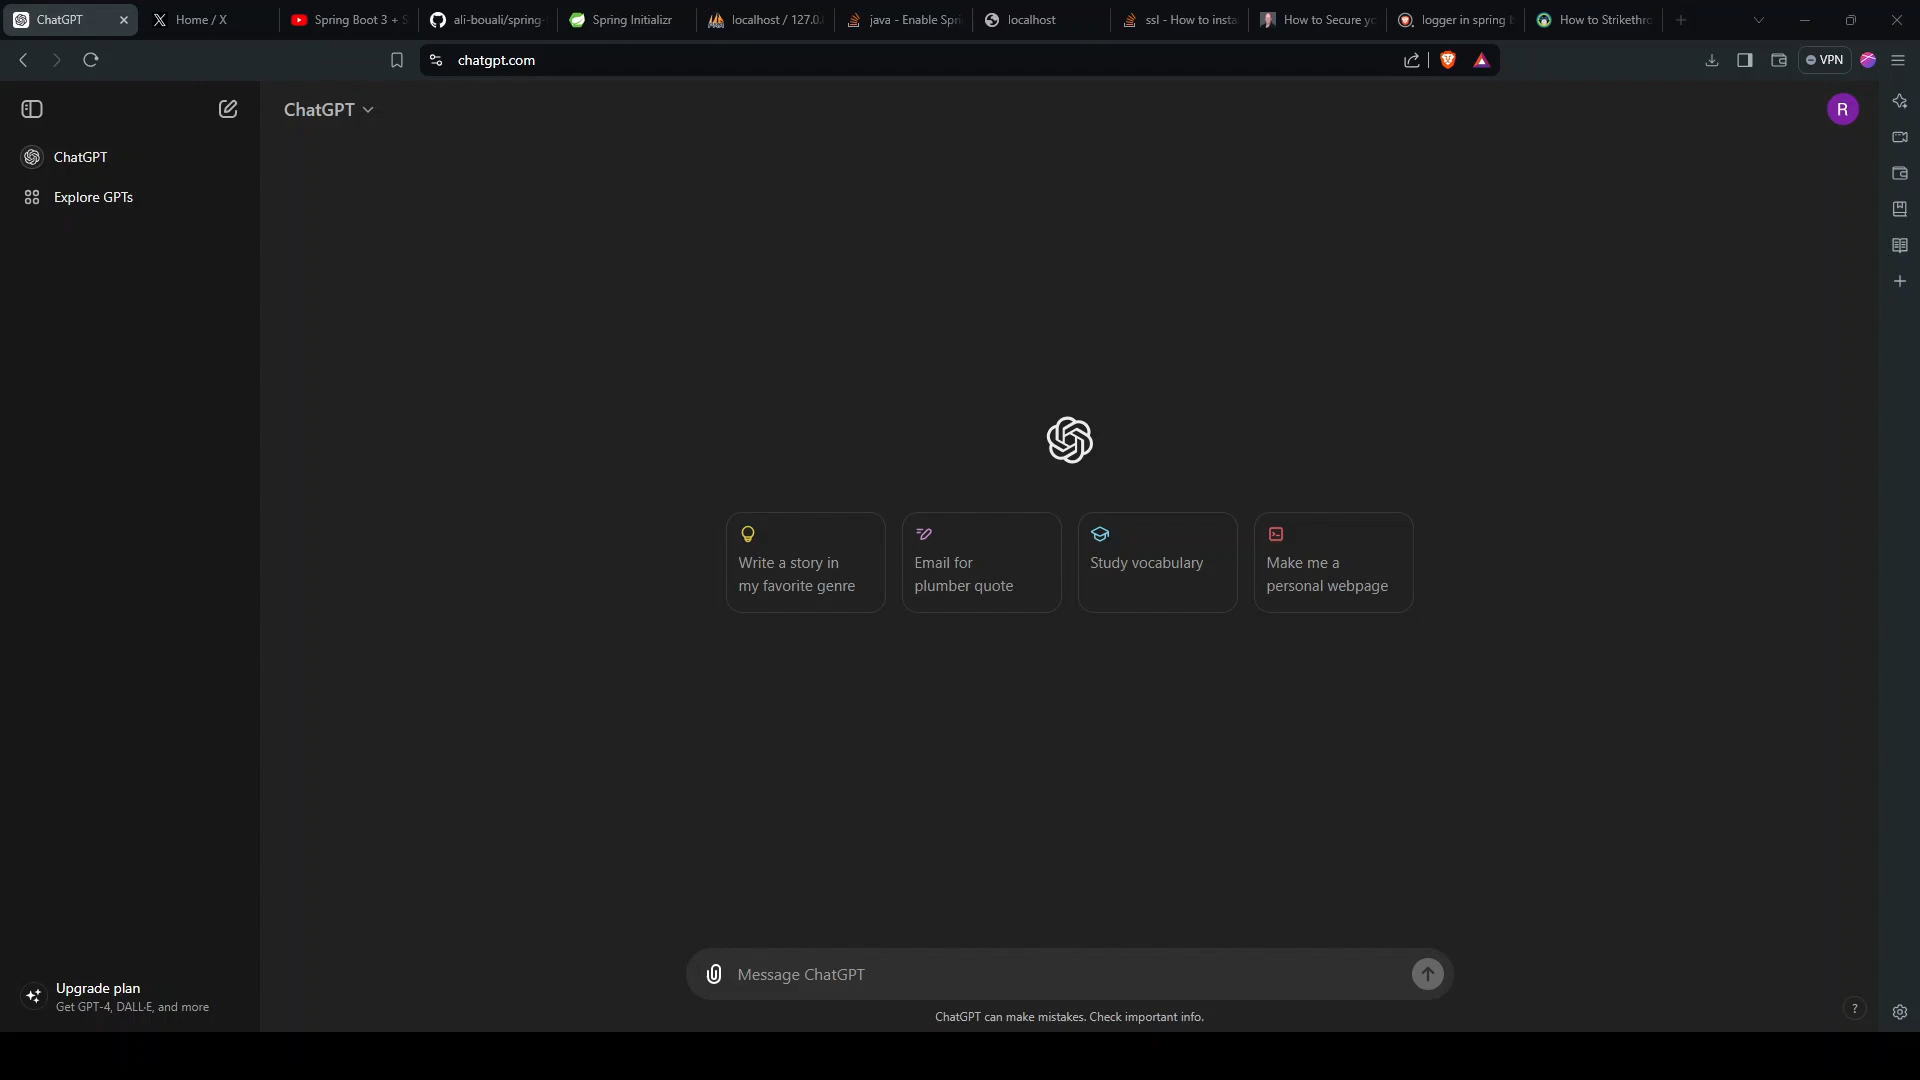 ChatGPT
Home / X
Spring Boot 3 + S
ali-bouali/spring-
Spring Initializr
localhost / 127.0.
java - Enable Spri
localhost
ssl - How to insta
How to Secure yo
logger in spring b
How to Strikethro
chatgpt.com
VPN
ChatGPT
R
ChatGPT
Explore GPTs
Write a story in
my favorite genre
Email for
plumber quote
Study vocabulary
Make me a
personal webpage
Message ChatGPT
Upgrade plan
Get GPT-4, DALL·E, and more
ChatGPT can make mistakes. Check important info.
?